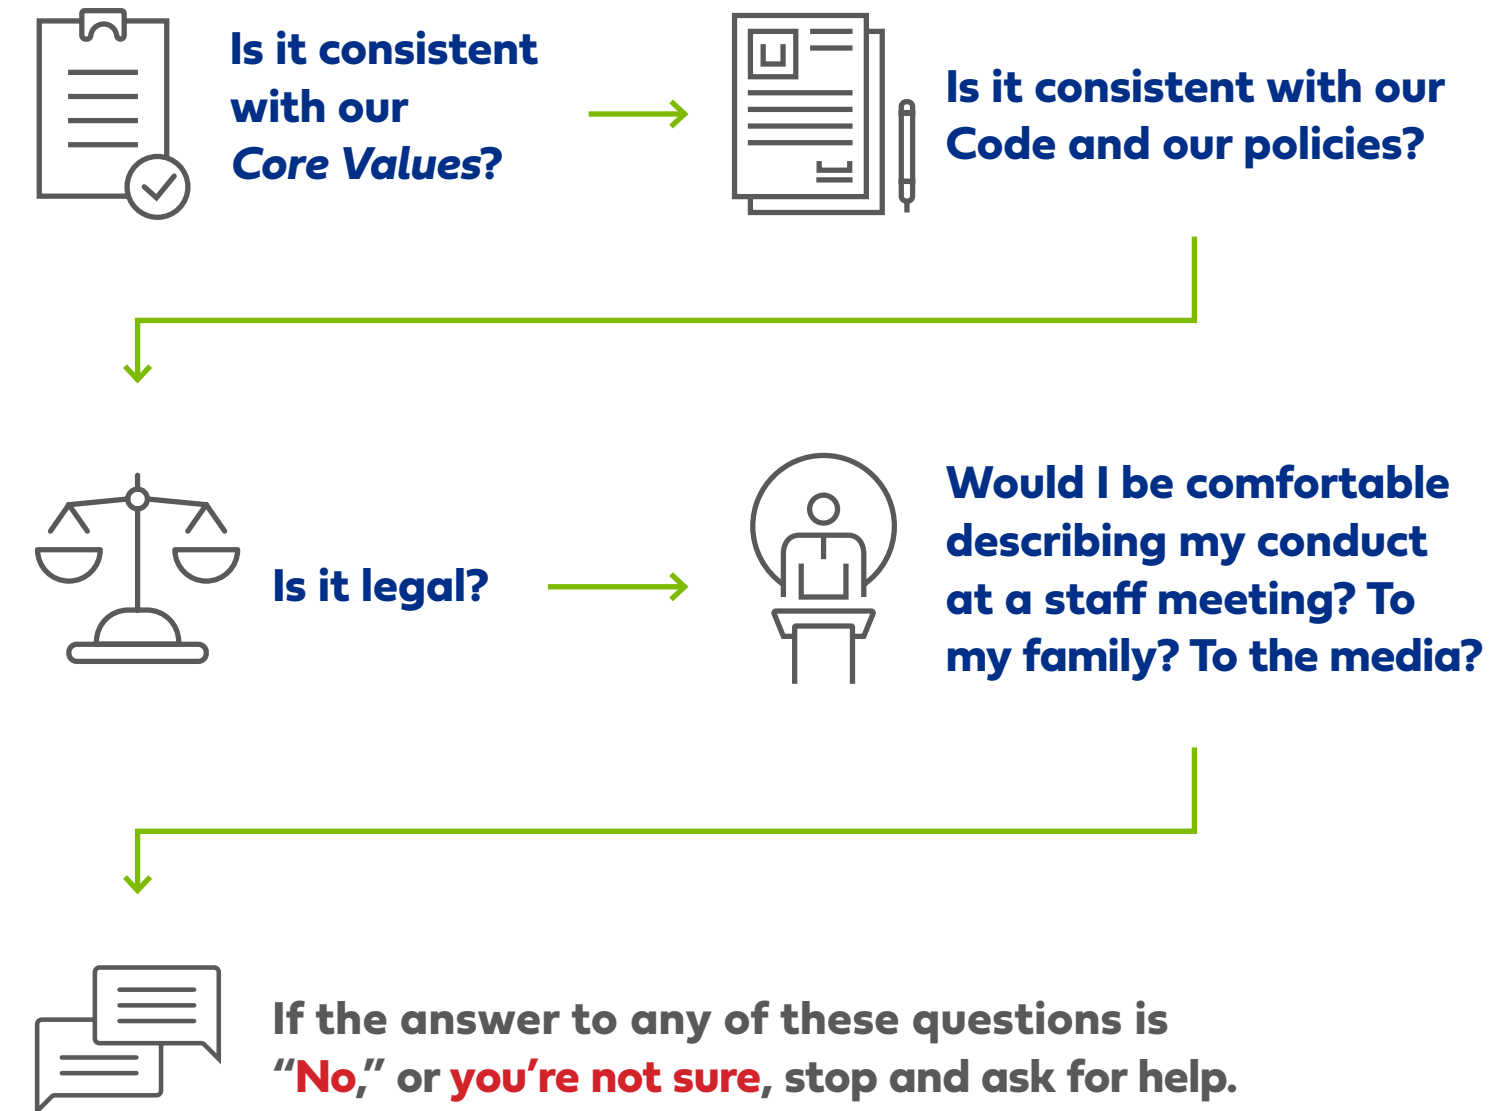 Is it consistent
with our
Core Values?
Is it consistent with our
Code and our policies?
Is it legal?
Would I be comfortable
describing my conduct
at a staff meeting? To
my family? To the media?
If the answer to any of these questions is
“No,” or you’re not sure, stop and ask for help.